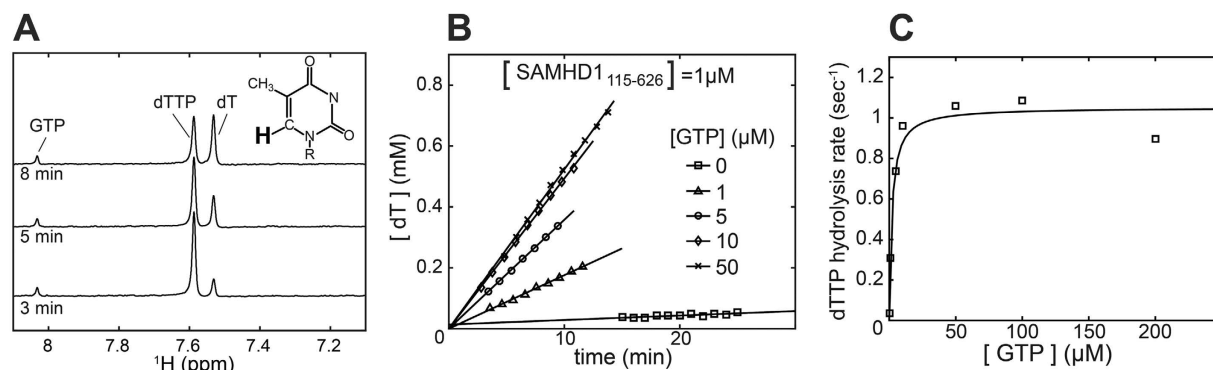 A
GTP
dTTP
dT
CH₃
O
N
O
N
R
H
8 min
5 min
3 min
8
7.8
7.6
7.4
7.2
¹H (ppm)
B
[ SAMHD1₁₁₅₋₆₂₆ ] =1μM
[GTP] (μM)
0
1
5
10
50
0.8
0.6
0.4
0.2
0
10
20
[ dT ] (mM)
time (min)
C
1.2
1
0.8
0.6
0.4
0.2
0
0
50
100
150
200
dTTP hydrolysis rate (sec⁻¹)
[ GTP ] (μM)